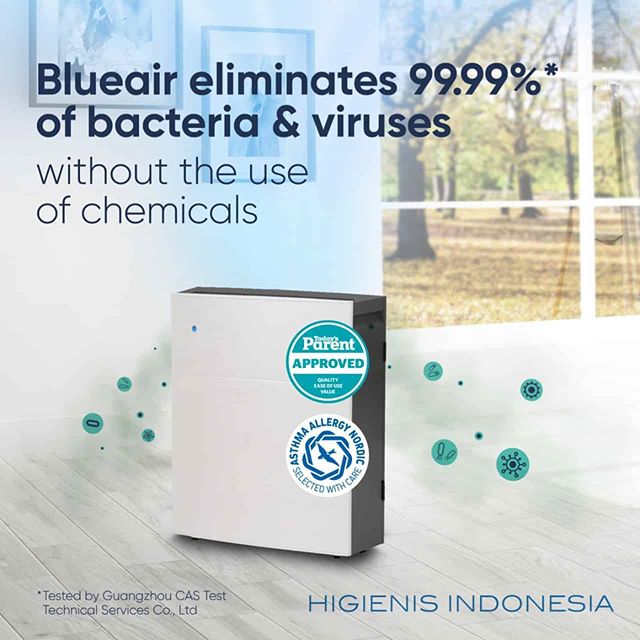 Blueair eliminates 99.99%*
of bacteria & viruses
without the use
of chemicals
Today's
Parent
APPROVED
QUALITY
EASE OF USE
VALUE
ASTHMA ALLERGY NORDIC
SELECTED WITH CARE
*Tested by Guangzhou CAS Test
Technical Services Co., Ltd
HIGIENIS INDONESIA